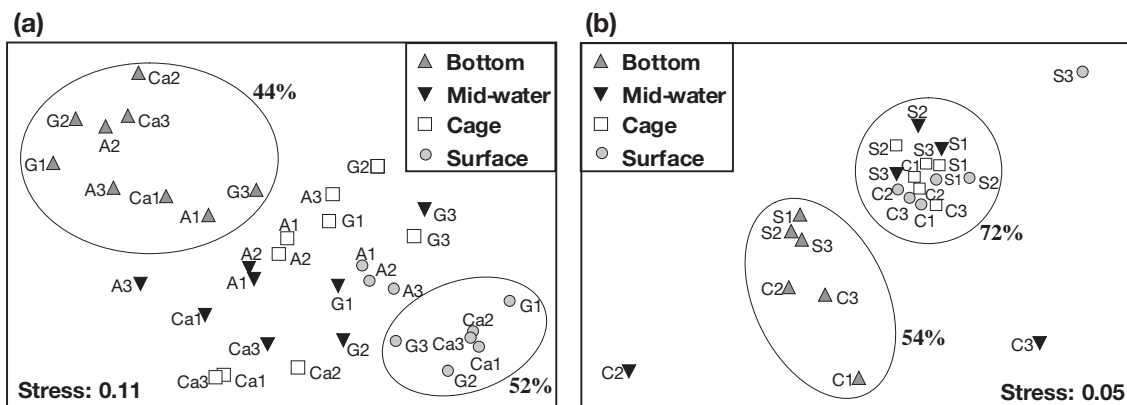 (a)
Bottom
Mid-water
Cage
Surface
44%
Ca2
G2
Ca3
A2
G1
A3
Ca1
G3
A1
G2
A3
G1
G3
A1
G3
A2
A2
A1
A1
A2
A3
A3
G1
G1
Ca1
Ca2
Ca3
G3
Ca3
Ca1
G2
G2
Ca3
Ca1
Ca2
52%
Stress: 0.11
(b)
Bottom
Mid-water
Cage
Surface
S3
S2
S2
S3
S1
C1
S1
S3
S1
S2
C2
C2
C3
C1
C3
72%
S1
S2
S3
C2
C3
54%
C1
C2
C3
Stress: 0.05